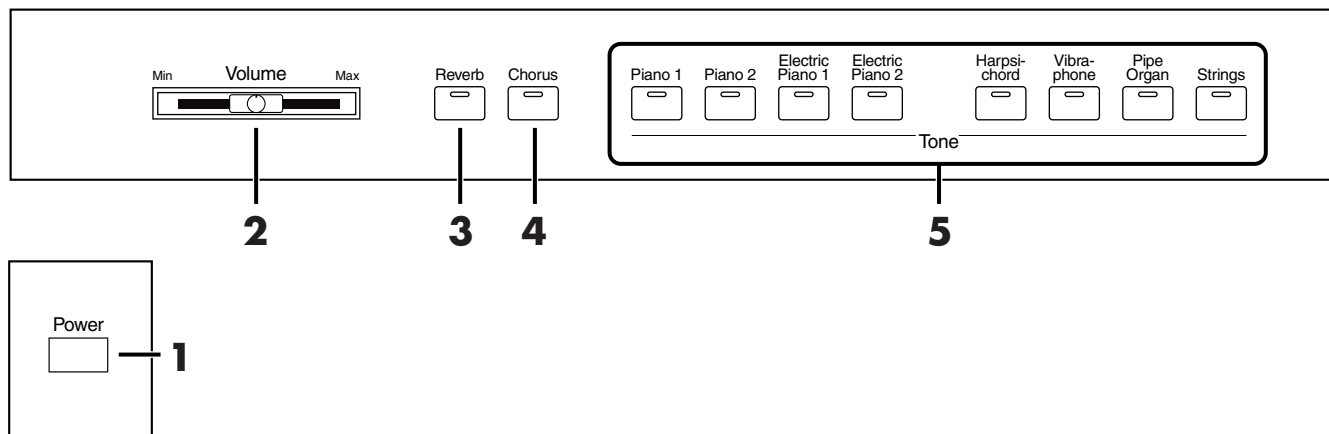 Min Volume Max
Reverb
Chorus
Piano 1
Piano 2
Electric
Piano 1
Electric
Piano 2
Harpsi-
chord
Vibra-
phone
Pipe
Organ
Strings
Tone
2
3
4
5
Power
1